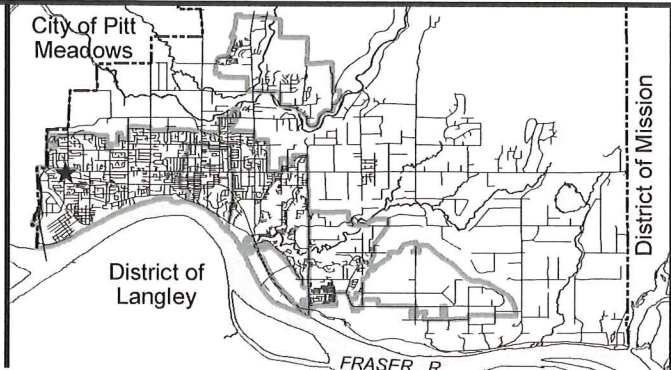 City of Pitt
Meadows
District of Mission
District of
Langley
FRASER R.